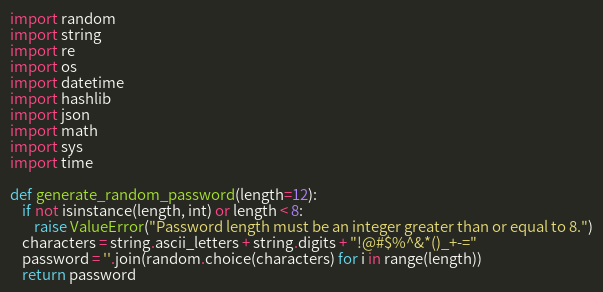 import random
import string
import re
import os
import datetime
import hashlib
import json
import math
import sys
import time
def generate_random_password(length=12):
if not isinstance(length, int) or length < 8:
raise ValueError("Password length must be an integer greater than or equal to 8.")
characters = string.ascii_letters + string.digits + "!@#$%^&*()_+-="
password = ''.join(random.choice(characters) for i in range(length))
return password